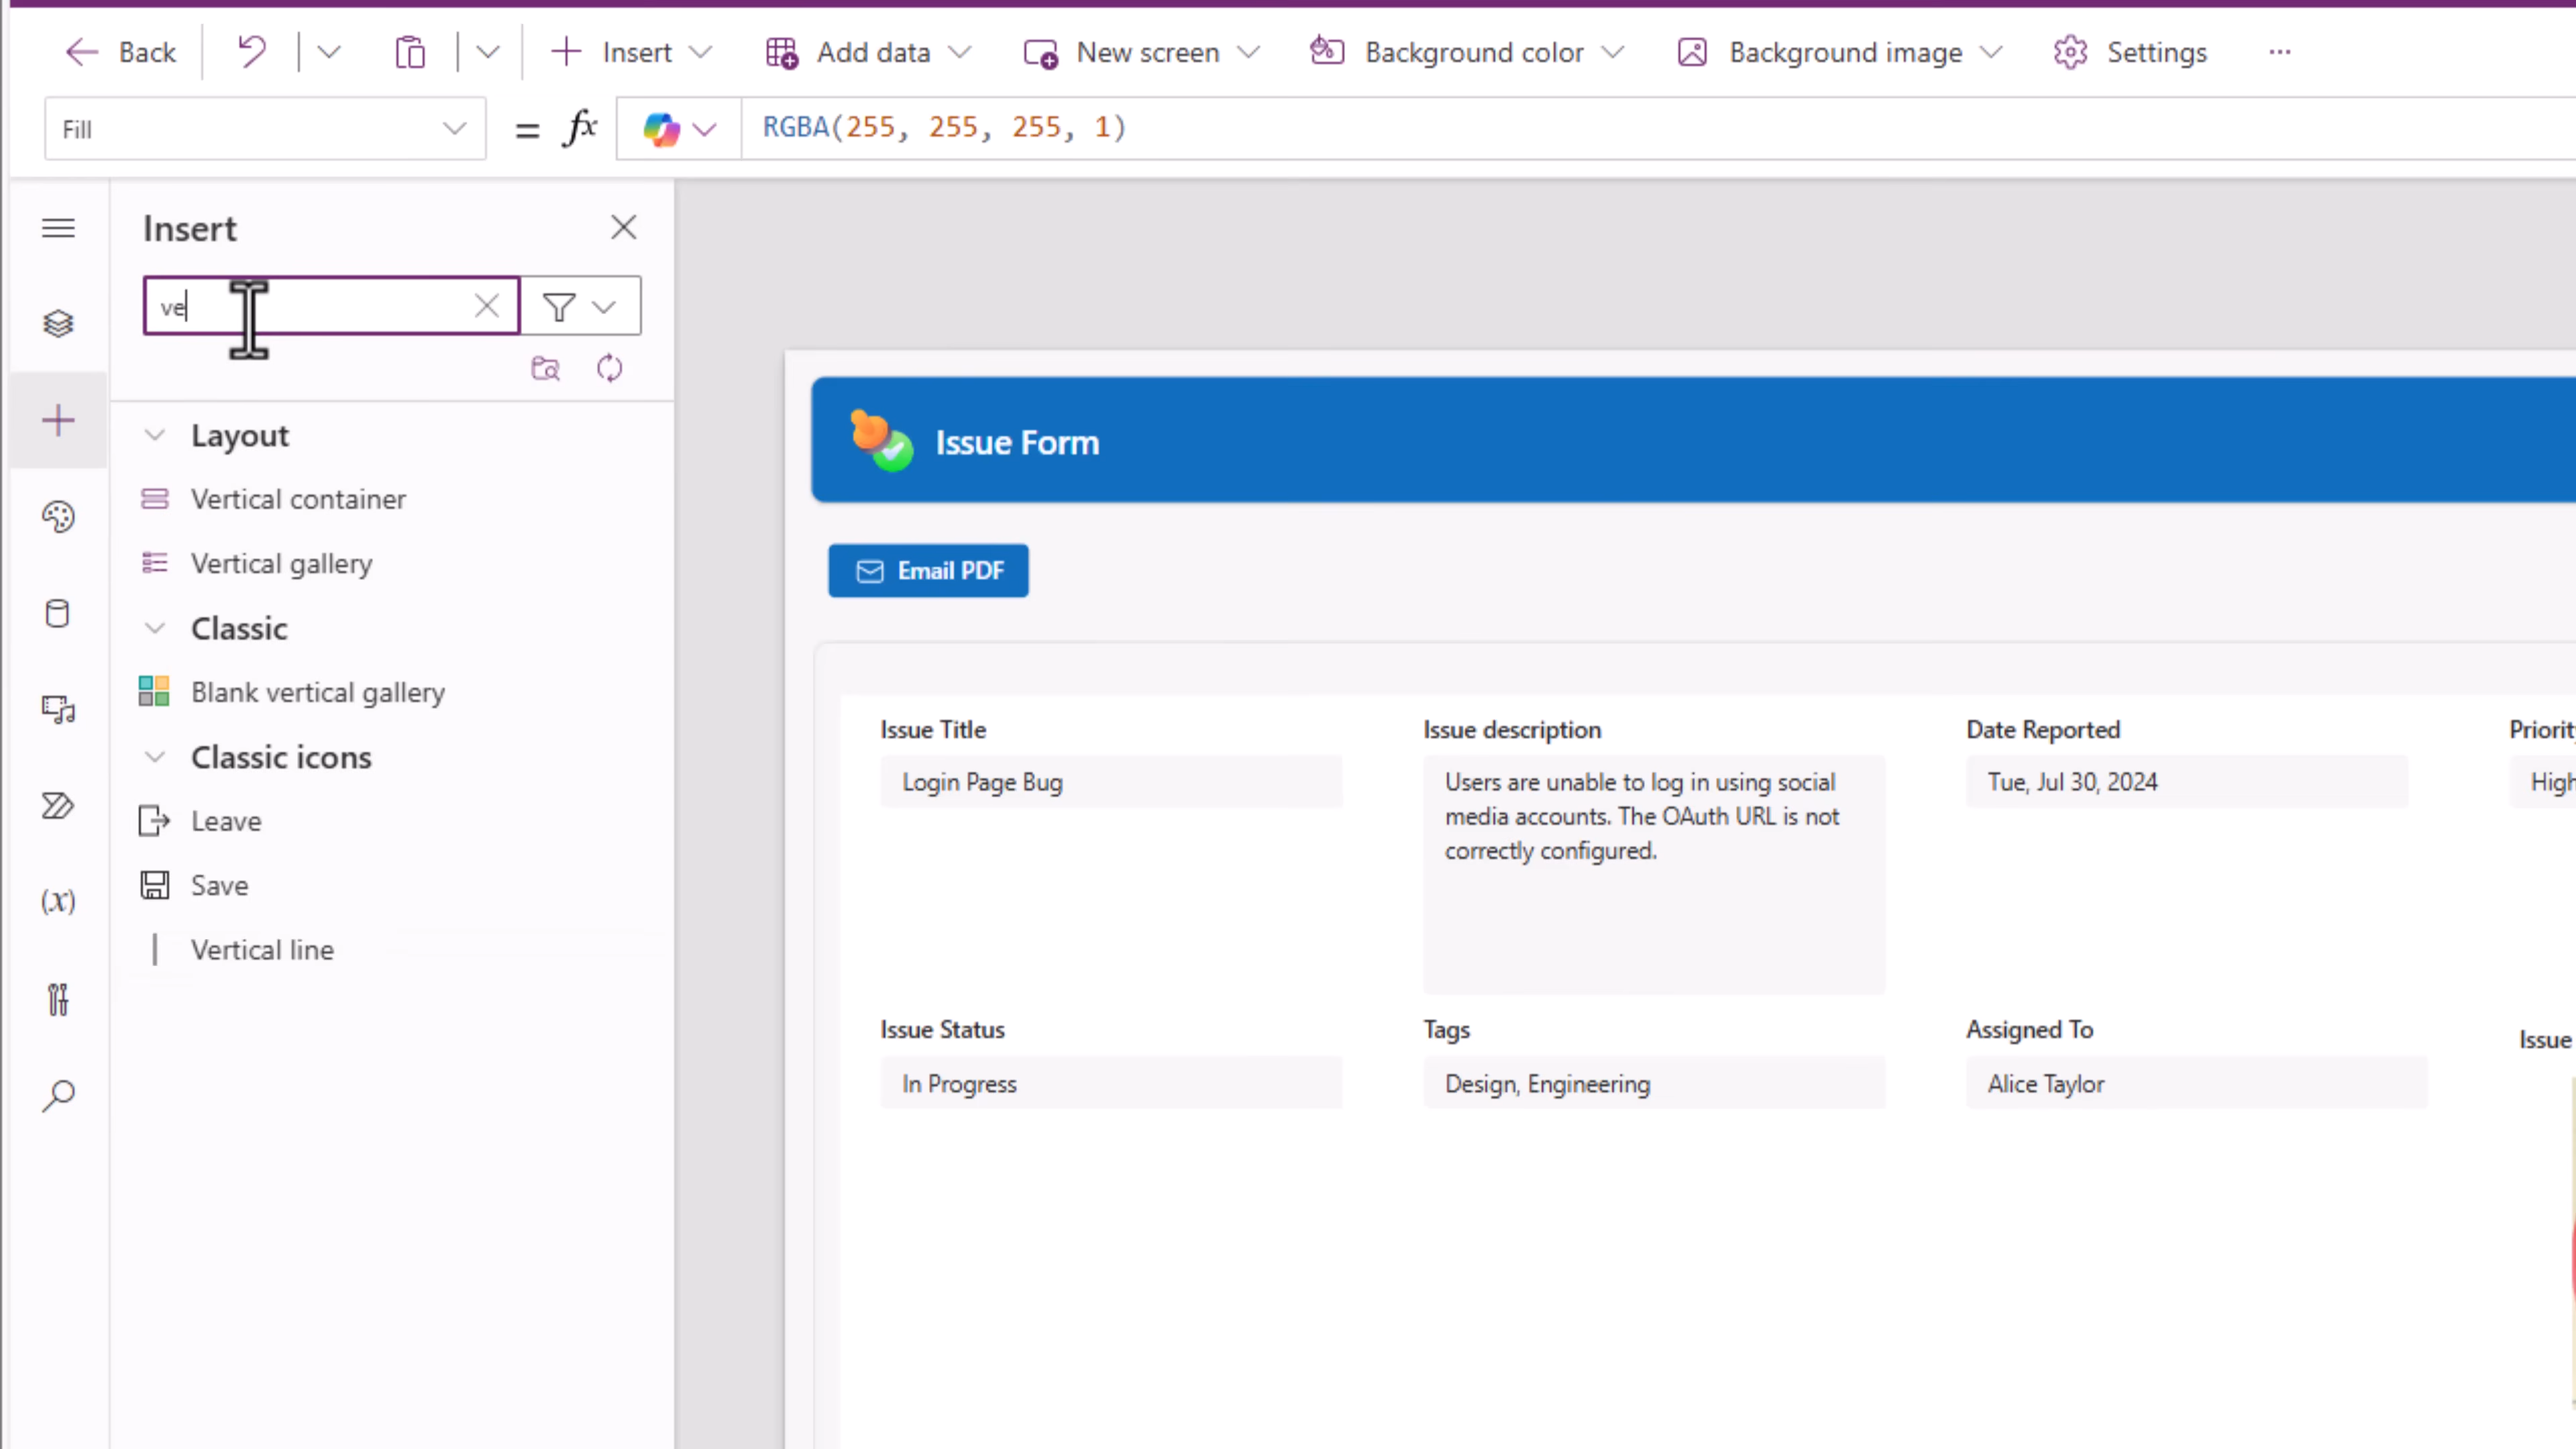 Back
Insert
Add data
New screen
Background color
Background image
Settings
Fill
= fx
RGBA(255, 255, 255, 1)
Insert
ve
Layout
Vertical container
Vertical gallery
Classic
Blank vertical gallery
Classic icons
Leave
Save
Vertical line
(x)
Issue Form
Email PDF
Issue Title
Login Page Bug
Issue description
Users are unable to log in using social
media accounts. The OAuth URL is not
correctly configured.
Date Reported
Tue, Jul 30, 2024
Issue Status
In Progress
Tags
Design, Engineering
Assigned To
Alice Taylor
Issue